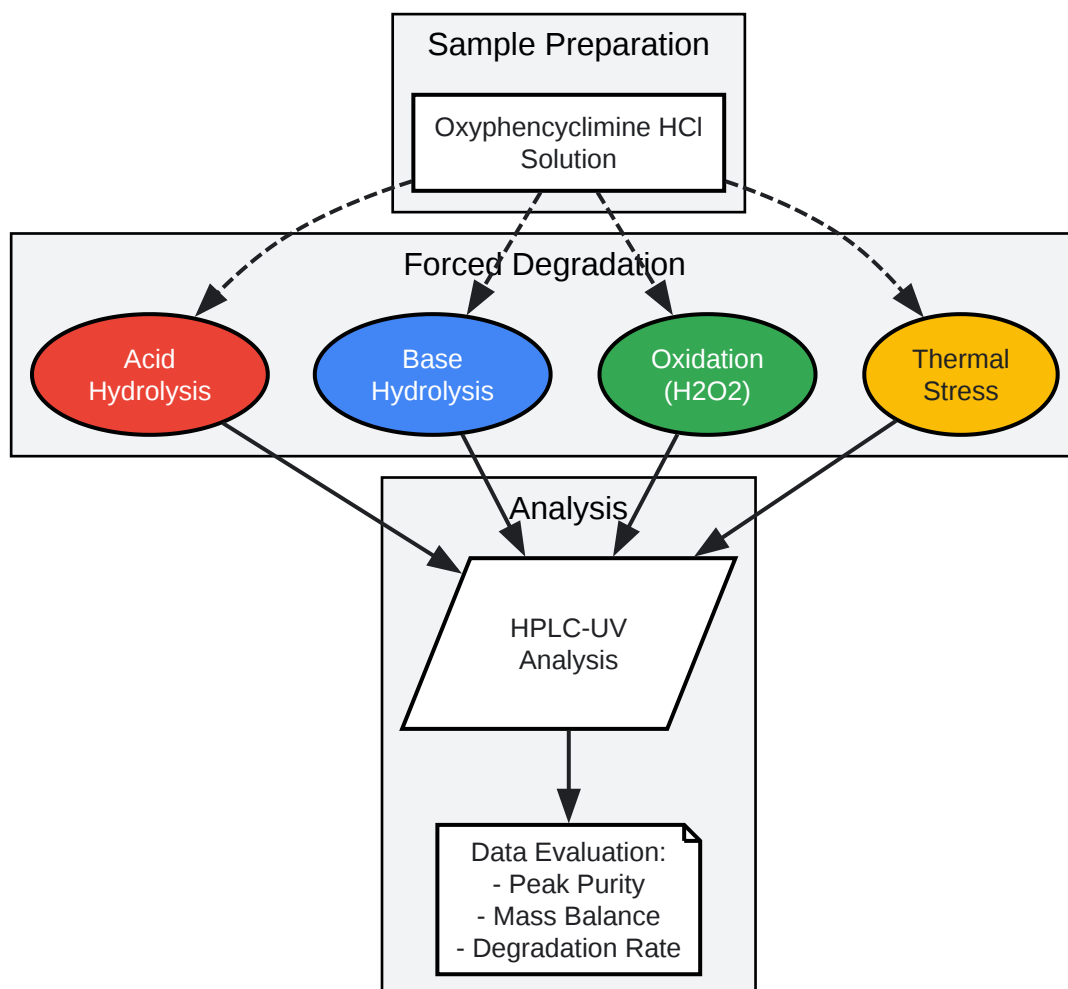 Sample Preparation
Oxyphencyclimine HCl
Solution
Forced Degradation
Acid
Hydrolysis
Base
Hydrolysis
Oxidation
(H2O2)
Thermal
Stress
Analysis
HPLC-UV
Analysis
Data Evaluation:
- Peak Purity
- Mass Balance
- Degradation Rate